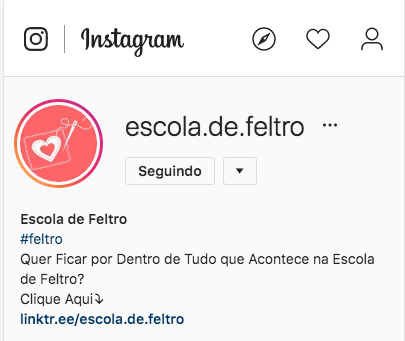 Instagram
escola.de.feltro ...
Seguindo
Escola de Feltro
#feltro
Quer Ficar por Dentro de Tudo que Acontece na Escola
de Feltro?
Clique Aqui⤵
linktr.ee/escola.de.feltro